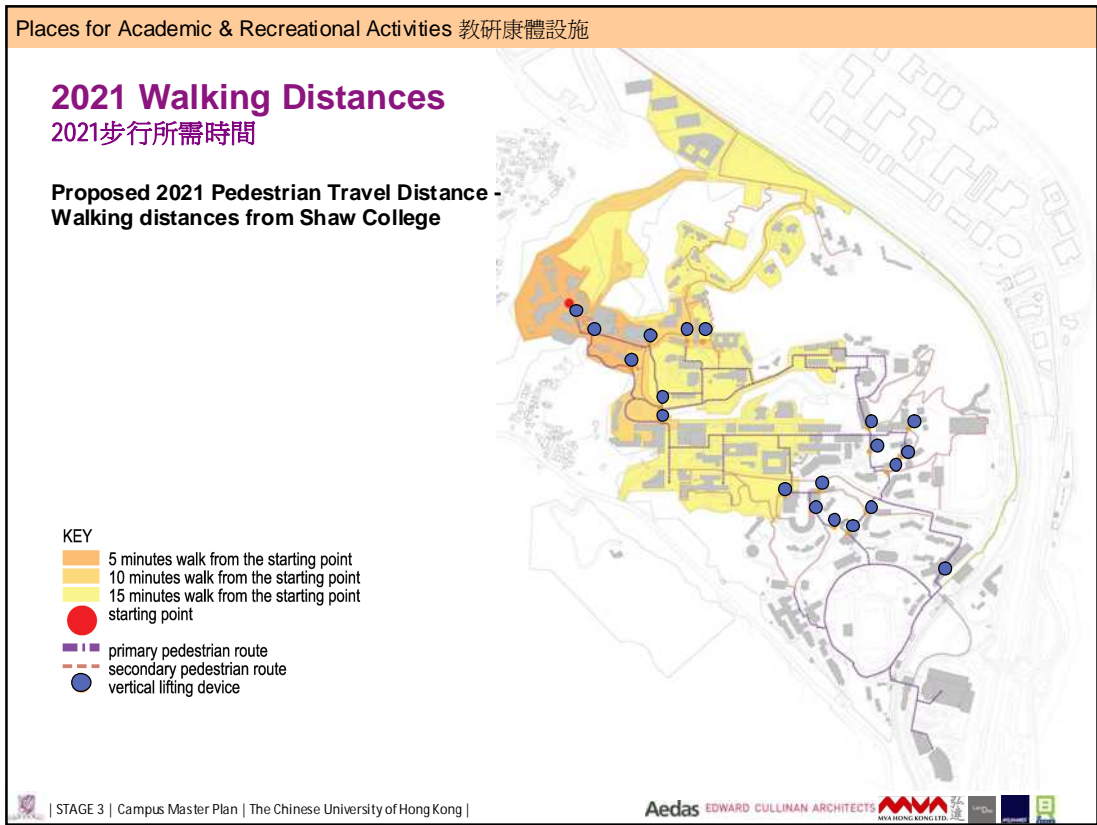 Places for Academic & Recreational Activities 教研康體設施
2021 Walking Distances
2021步行所需時間
Proposed 2021 Pedestrian Travel Distance -
Walking distances from Shaw College
KEY
5 minutes walk from the starting point
10 minutes walk from the starting point
15 minutes walk from the starting point
starting point
primary pedestrian route
secondary pedestrian route
vertical lifting device
| STAGE 3 | Campus Master Plan | The Chinese University of Hong Kong |
Aedas EDWARD CULLINAN ARCHITECTS MVA 弘達
MVA HONG KONG LTD.